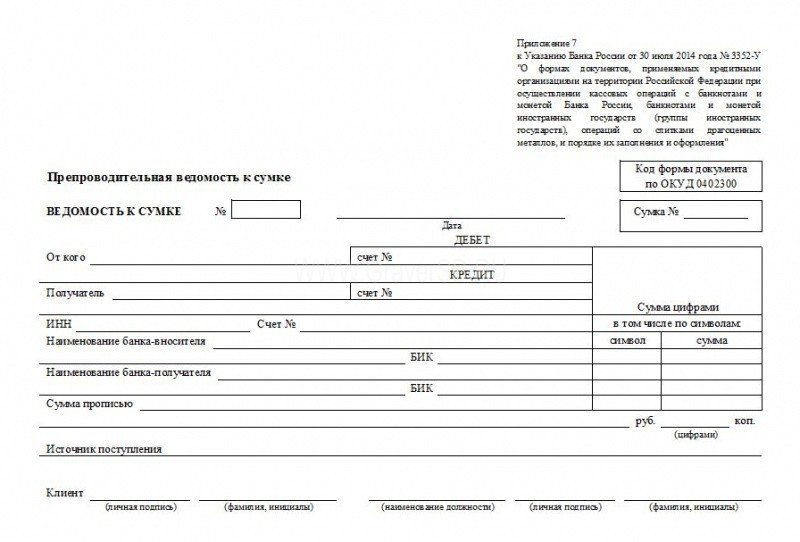 Приложение 7
к Указанию Банка России от 30 июля 2014 года № 3352-У
"О формах документов, применяемых кредитными
организациями на территории Российской Федерации при
осуществлении кассовых операций с банкнотами и
монетой Банка России, банкнотами и монетой
иностранных государств (группы иностранных
государств), операций со слитками драгоценных
металлов, и порядке их заполнения и оформления"
Код формы документа
по ОКУД 0402300
Препроводительная ведомость к сумке
ВЕДОМОСТЬ К СУМКЕ №
Сумка №
Дата
ДЕБЕТ
От кого счет №
КРЕДИТ
Получатель счет №
Сумма цифрами
ИНН Счет № в том числе по символам:
Наименование банка-вносителя символ сумма
БИК
Наименование банка-получателя
БИК
Сумма прописью
руб. коп.
(цифрами)
Источник поступления
Клиент
(личная подпись) (фамилия, инициалы) (наименование должности) (личная подпись) (фамилия, инициалы)